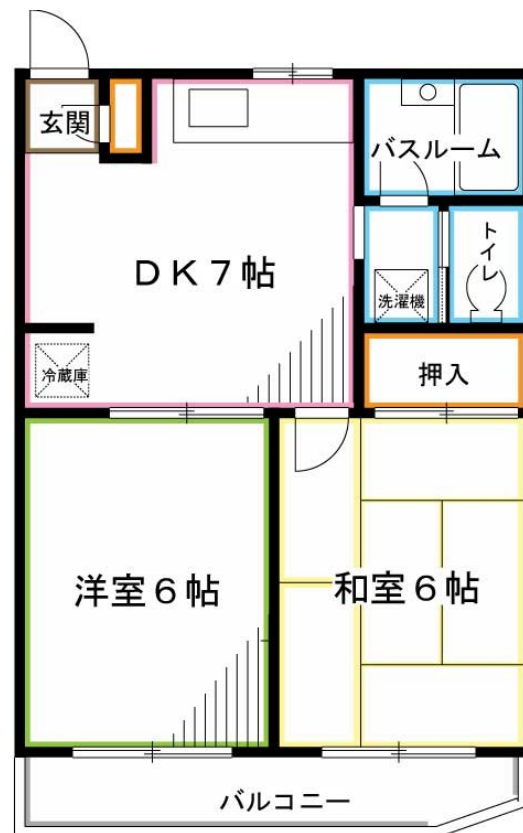 玄関
バスルーム
トイレ
DK7帖
洗濯機
冷蔵庫
押入
洋室6帖
和室6帖
バルコニー